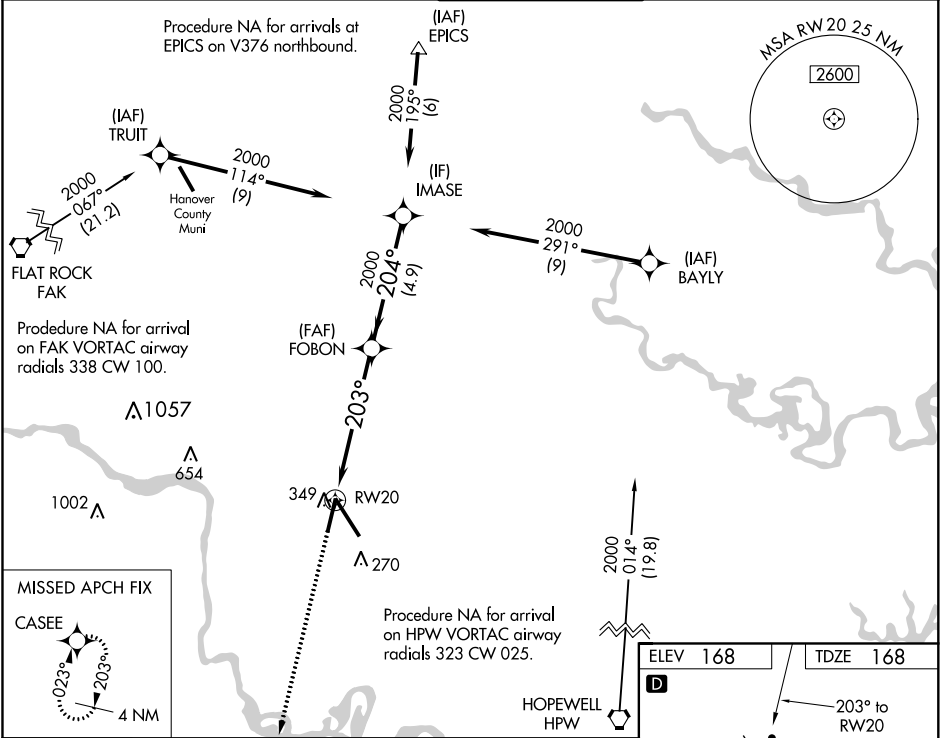 Procedure NA for arrivals at
EPICS on V376 northbound.
(IAF)
EPICS
MSA RW20 25 NM
2600
2000
195°
(6)
(IAF)
TRUIT
2000
114°
(9)
Hanover
County
Muni
2000
067°
(21.2)
FLAT ROCK
FAK
(IF)
IMASE
2000
291°
(9)
(IAF)
BAYLY
2000
204°
(4.9)
(FAF)
FOBON
Prodedure NA for arrival
on FAK VORTAC airway
radials 338 CW 100.
203°
1057
654
1002
349
RW20
270
2000
014°
(19.8)
MISSED APCH FIX
CASEE
023°
203°
4 NM
Procedure NA for arrival
on HPW VORTAC airway
radials 323 CW 025.
HOPEWELL
HPW
ELEV 168
TDZE 168
D
203° to
RW20